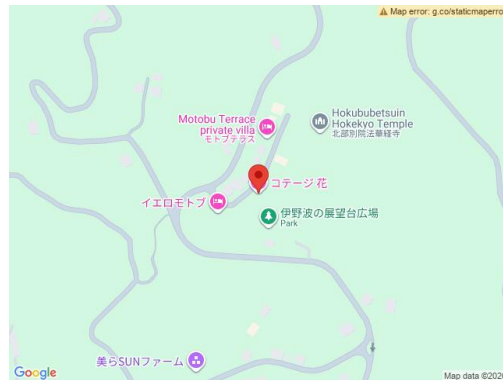 Map error: g.co/staticmaperro
Motobu Terrace
private villa
モトブテラス
Hokububetsuin
Hokekyo Temple
北部別院法華経寺
コテージ 花
イエロモトブ
伊野波の展望台広場
Park
美らSUNファーム
Google
Map data ©2026